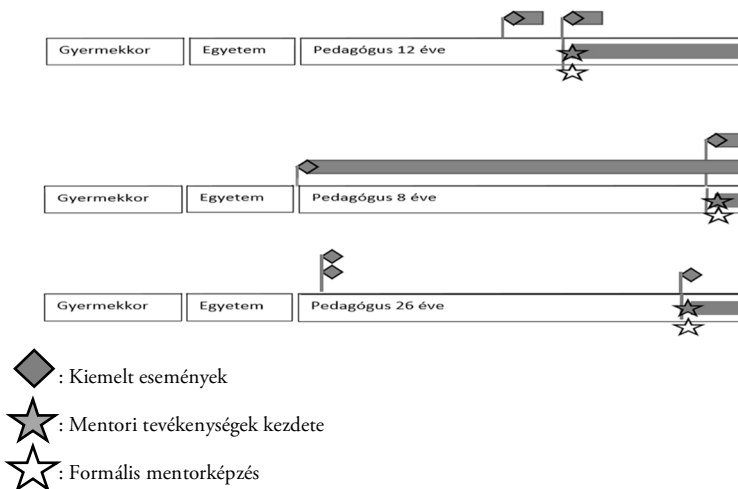 Gyermekkor Egyetem Pedagógus 12 éve
Gyermekkor Egyetem Pedagógus 8 éve
Gyermekkor Egyetem Pedagógus 26 éve
: Kiemelt események
: Mentori tevékenységek kezdete
: Formális mentorképzés